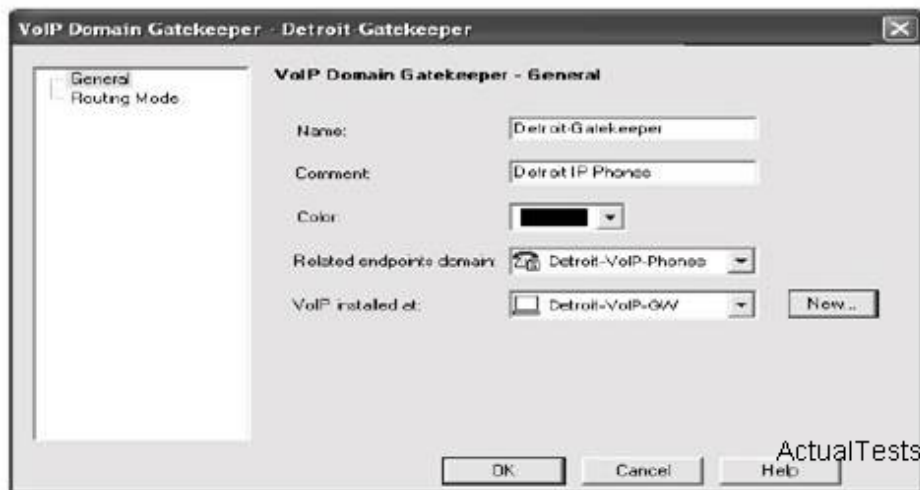 VoIP Domain Gatekeeper - Detroit-Gatekeeper
General
Routing Mode
VoIP Domain Gatekeeper - General
Name: Detroit-Gatekeeper
Comment: Detroit IP Phones
Color:
Related endpoints domain: Detroit-VoIP-Phones
VoIP installed at: Detroit-VoIP-GW New...
OK Cancel Help
ActualTests